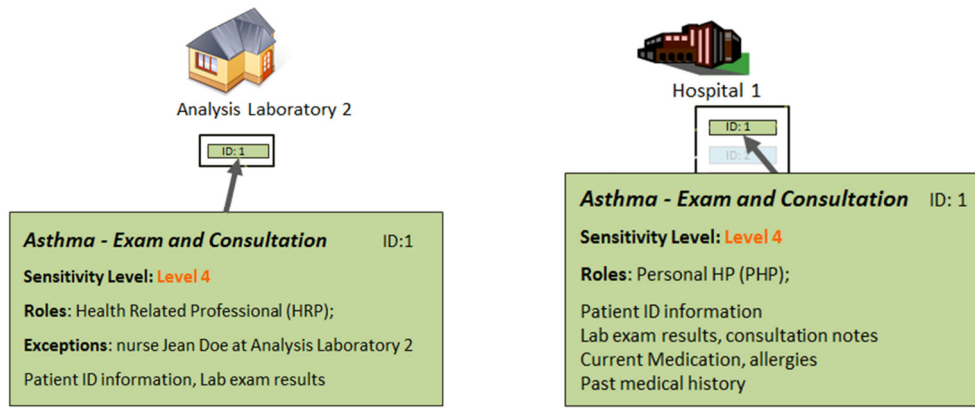 Analysis Laboratory 2
ID: 1
Asthma - Exam and Consultation ID:1
Sensitivity Level: Level 4
Roles: Health Related Professional (HRP);
Exceptions: nurse Jean Doe at Analysis Laboratory 2
Patient ID information, Lab exam results
Hospital 1
ID: 1
ID: 2
Asthma - Exam and Consultation ID: 1
Sensitivity Level: Level 4
Roles: Personal HP (PHP);
Patient ID information
Lab exam results, consultation notes
Current Medication, allergies
Past medical history